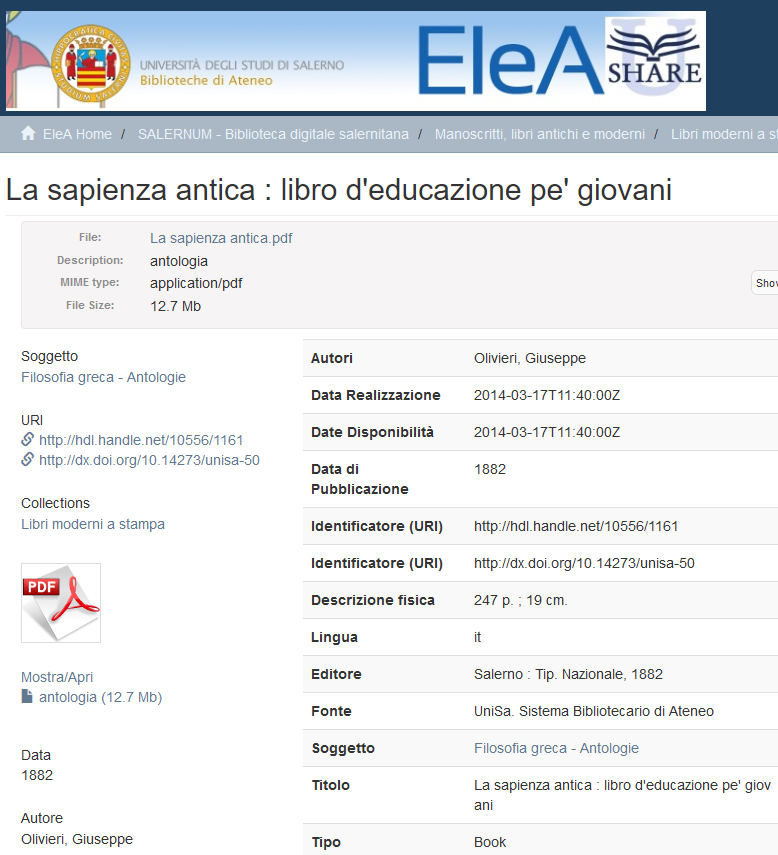 UNIVERSITÀ DEGLI STUDI DI SALERNO
Biblioteche di Ateneo
EleA SHARE
EleA Home / SALERNUM - Biblioteca digitale salernitana / Manoscritti, libri antichi e moderni / Libri moderni a
La sapienza antica : libro d'educazione pe' giovani
File: La sapienza antica.pdf
Description: antologia
MIME type: application/pdf
File Size: 12.7 Mb
Soggetto
Filosofia greca - Antologie
URI
http://hdl.handle.net/10556/1161
http://dx.doi.org/10.14273/unisa-50
Collections
Libri moderni a stampa
PDF
Mostra/Apri
antologia (12.7 Mb)
Data
1882
Autore
Olivieri, Giuseppe
Autori Olivieri, Giuseppe
Data Realizzazione 2014-03-17T11:40:00Z
Date Disponibilità 2014-03-17T11:40:00Z
Data di 1882
Pubblicazione
Identificatore (URI) http://hdl.handle.net/10556/1161
Identificatore (URI) http://dx.doi.org/10.14273/unisa-50
Descrizione fisica 247 p. ; 19 cm.
Lingua it
Editore Salerno : Tip. Nazionale, 1882
Fonte UniSa. Sistema Bibliotecario di Ateneo
Soggetto Filosofia greca - Antologie
Titolo La sapienza antica : libro d'educazione pe' giov
ani
Tipo Book